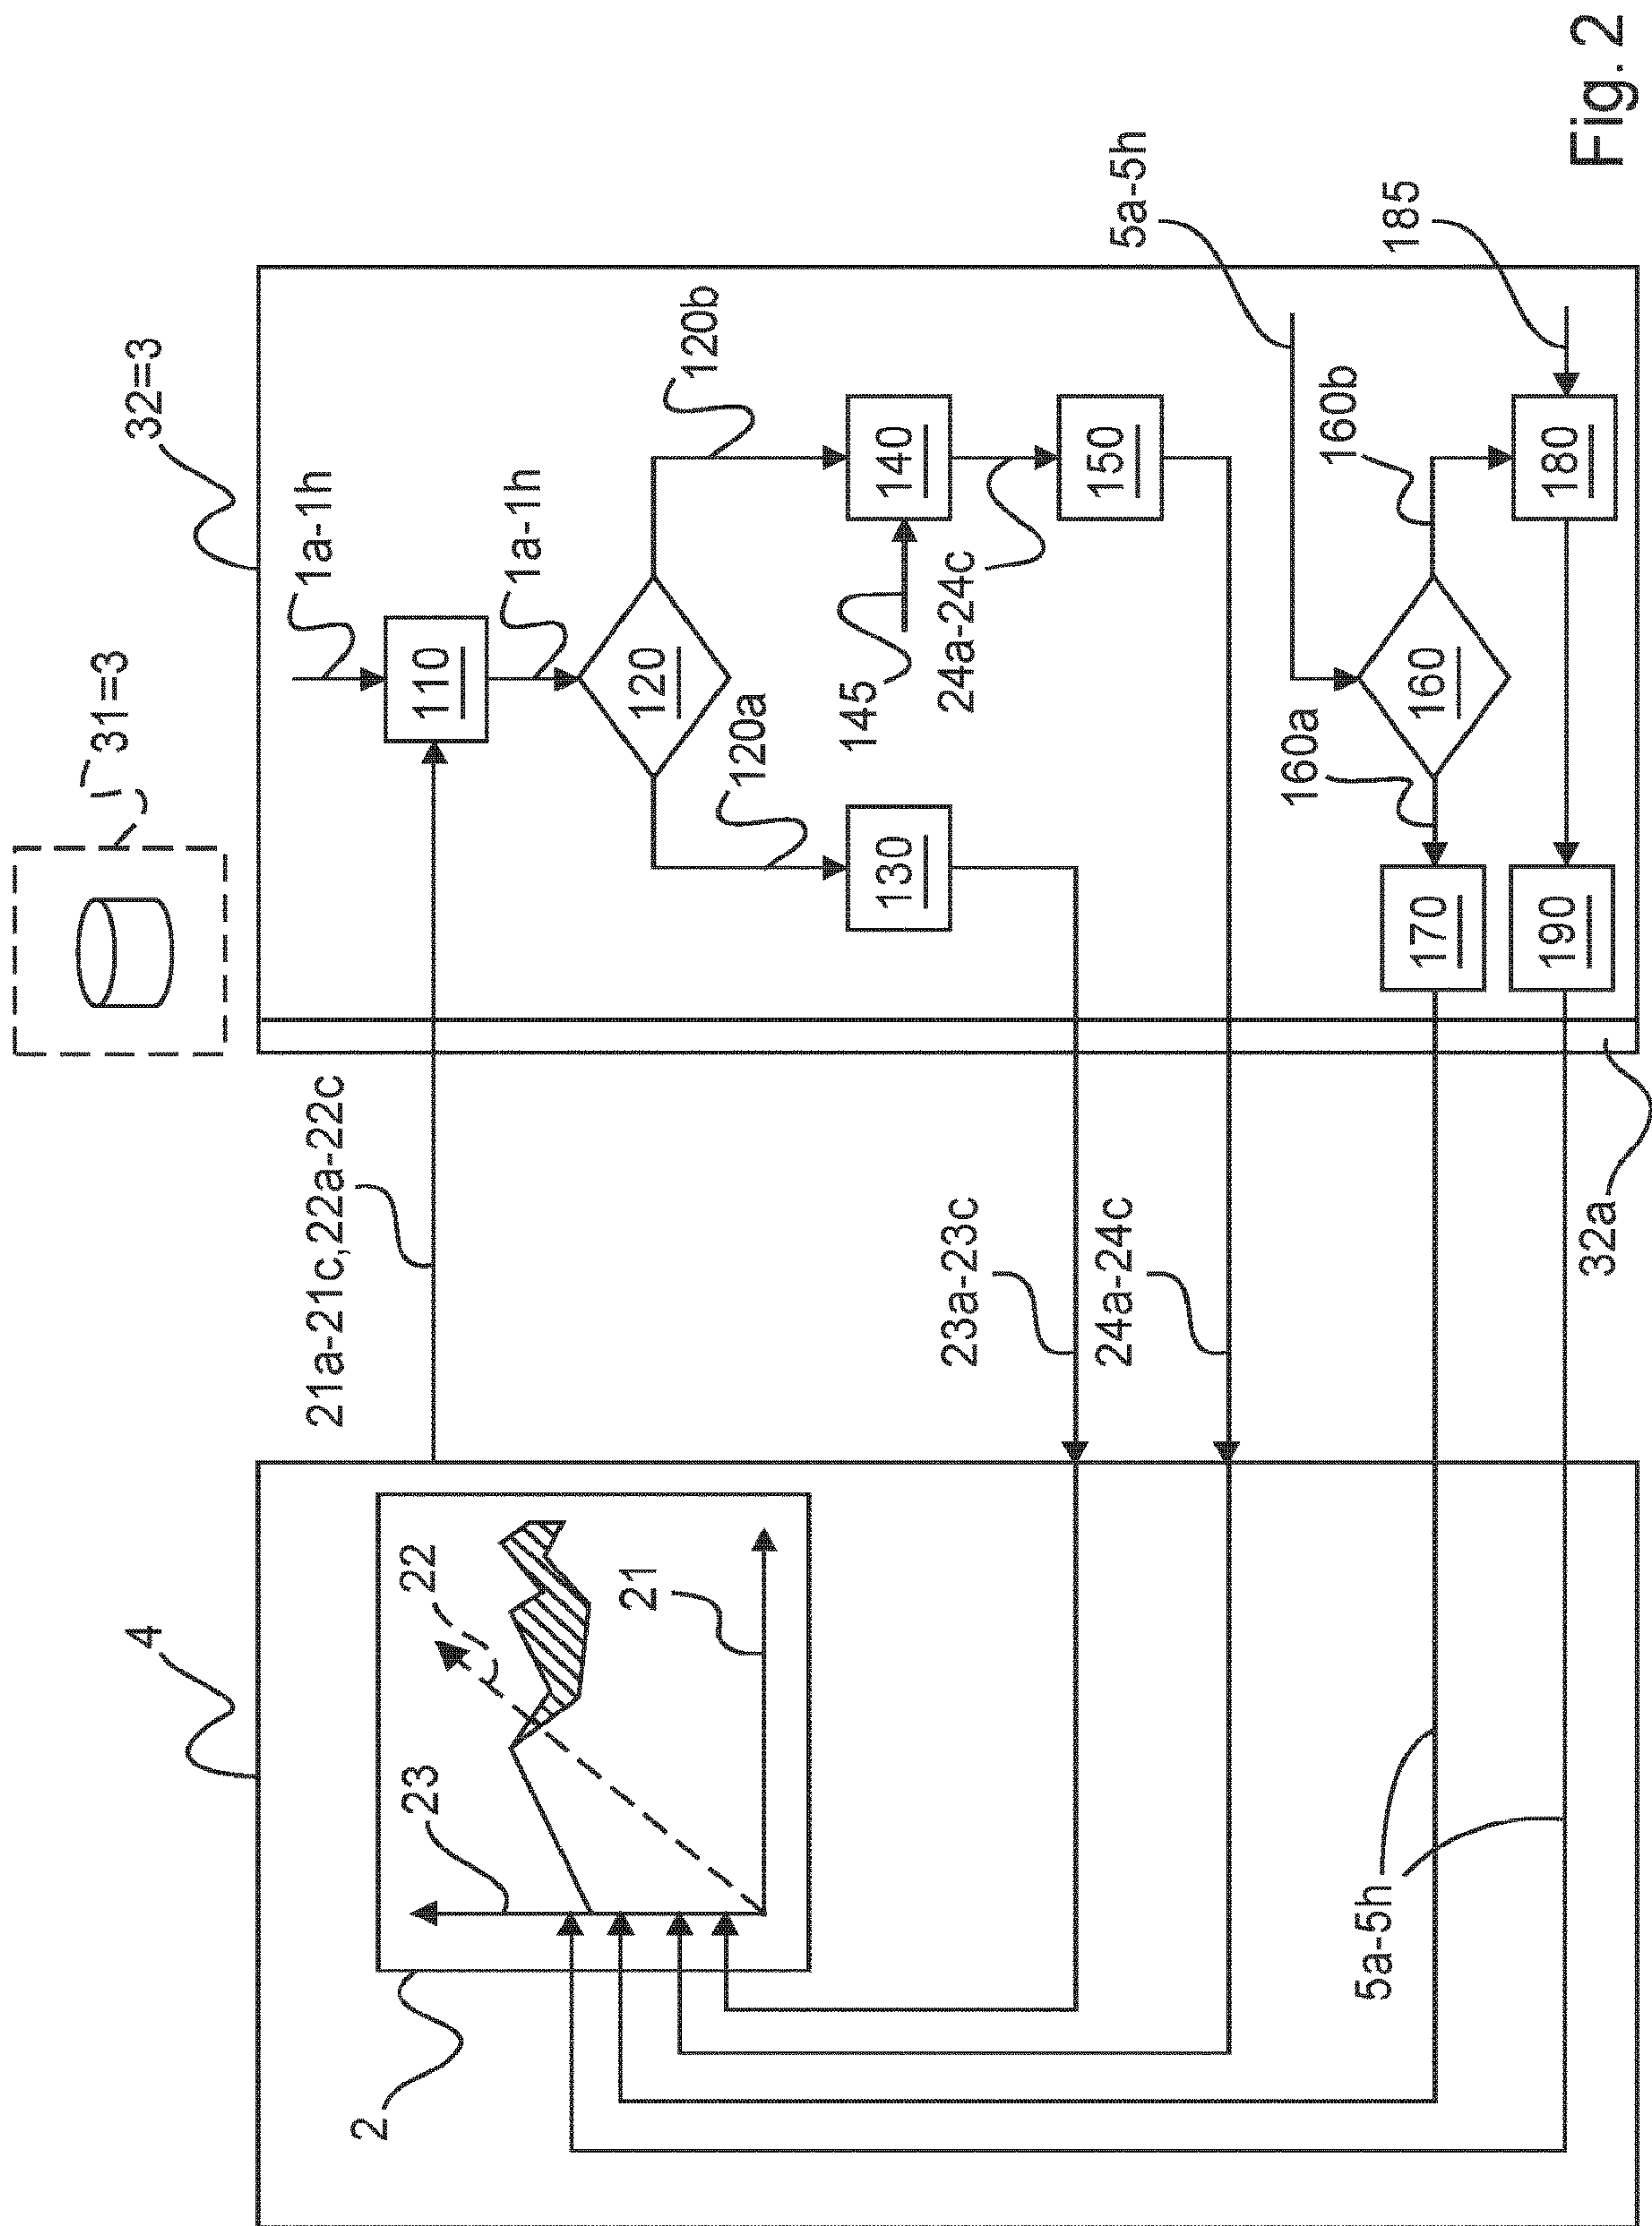 4
2
23
22
21
21a-21c,22a-22c
31=3
32=3
1a-1h
110
1a-1h
120
120a
120b
130
145
140
24a-24c
150
23a-23c
24a-24c
5a-5h
160
160a
160b
170
180
185
190
5a-5h
32a
Fig. 2